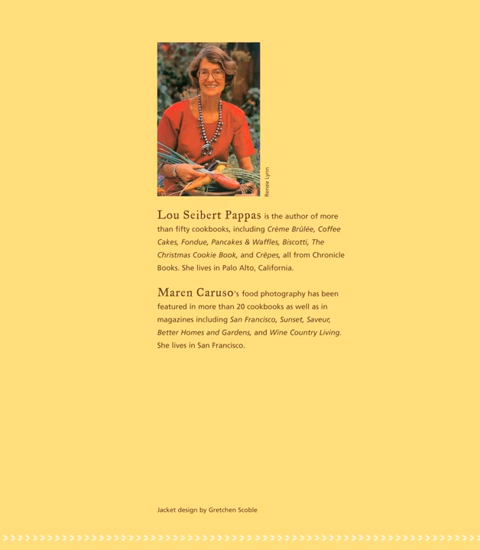 Renee Lynn
Lou Seibert Pappas is the author of more
than fifty cookbooks, including Crème Brûlée, Coffee
Cakes, Fondue, Pancakes & Waffles, Biscotti, The
Christmas Cookie Book, and Crêpes, all from Chronicle
Books. She lives in Palo Alto, California.
Maren Caruso's food photography has been
featured in more than 20 cookbooks as well as in
magazines including San Francisco, Sunset, Saveur,
Better Homes and Gardens, and Wine Country Living.
She lives in San Francisco.
Jacket design by Gretchen Scoble